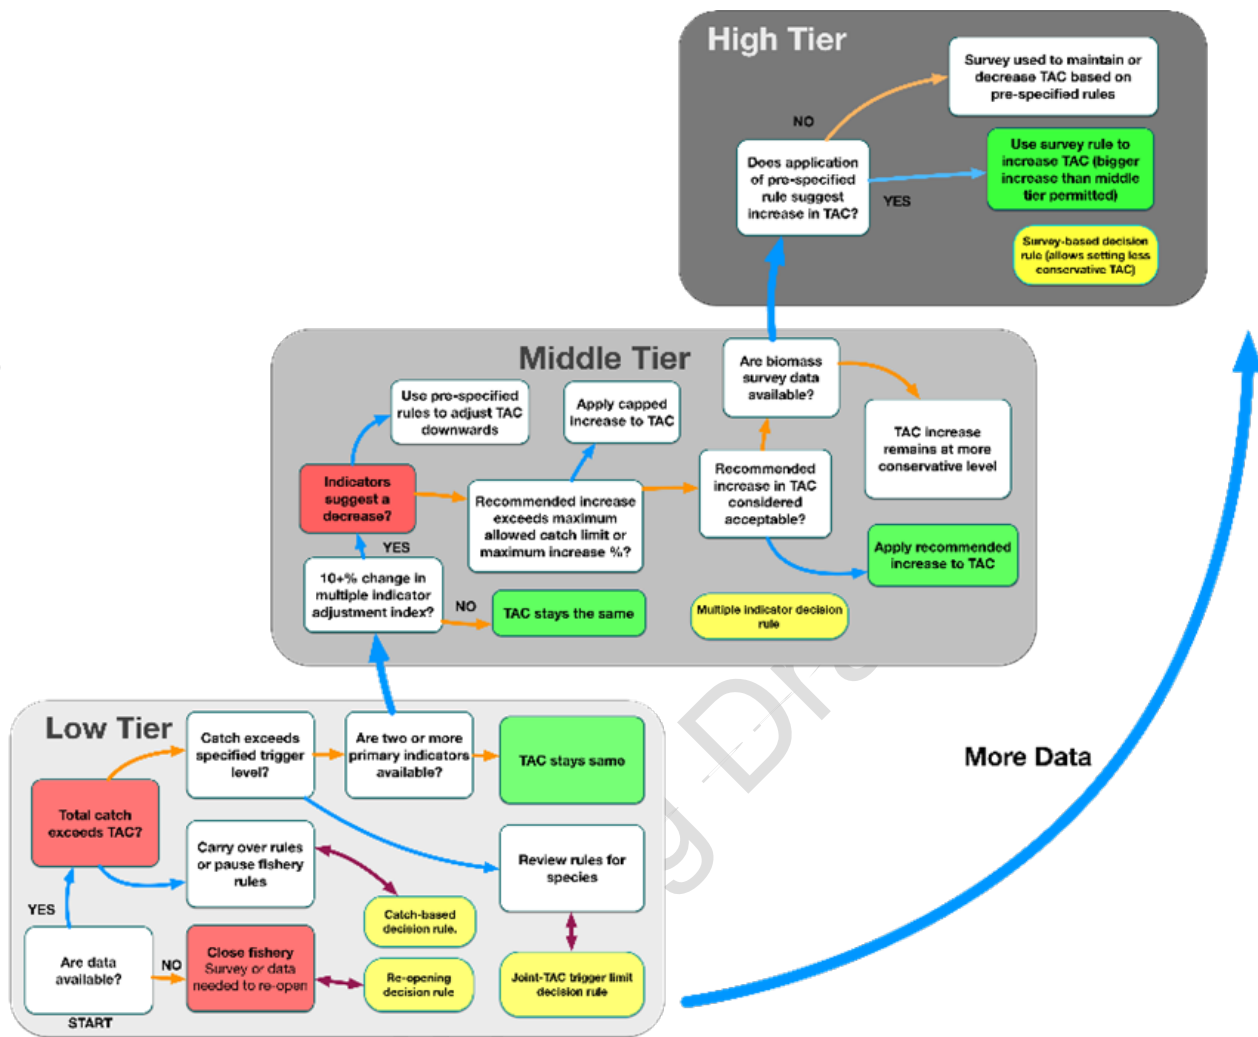 High Tier
Survey used to maintain or
decrease TAC based on
pre-specified rules
NO
Does application
of pre-specified
rule suggest
increase in TAC?
YES
Use survey rule to
increase TAC (bigger
increase than middle
tier permitted)
Survey-based decision
rule (allows setting less
conservative TAC)
Middle Tier
Use pre-specified
rules to adjust TAC
downwards
Apply capped
increase to TAC
Are biomass
survey data
available?
TAC increase
remains at more
conservative level
Indicators
suggest a
decrease?
Recommended increase
exceeds maximum
allowed catch limit or
maximum increase %?
Recommended
increase in TAC
considered
acceptable?
YES
Apply recommended
increase to TAC
10+% change in
multiple indicator
adjustment index?
NO
TAC stays the same
Multiple indicator decision
rule
Low Tier
Catch exceeds
specified trigger
level?
Are two or more
primary indicators
available?
TAC stays same
Total catch
exceeds TAC?
Carry over rules
or pause fishery
rules
Review rules for
species
YES
Catch-based
decision rule.
Are data
available?
NO
Close fishery
Survey or data
needed to re-open
Re-opening
decision rule
Joint-TAC trigger limit
decision rule
START
More Data